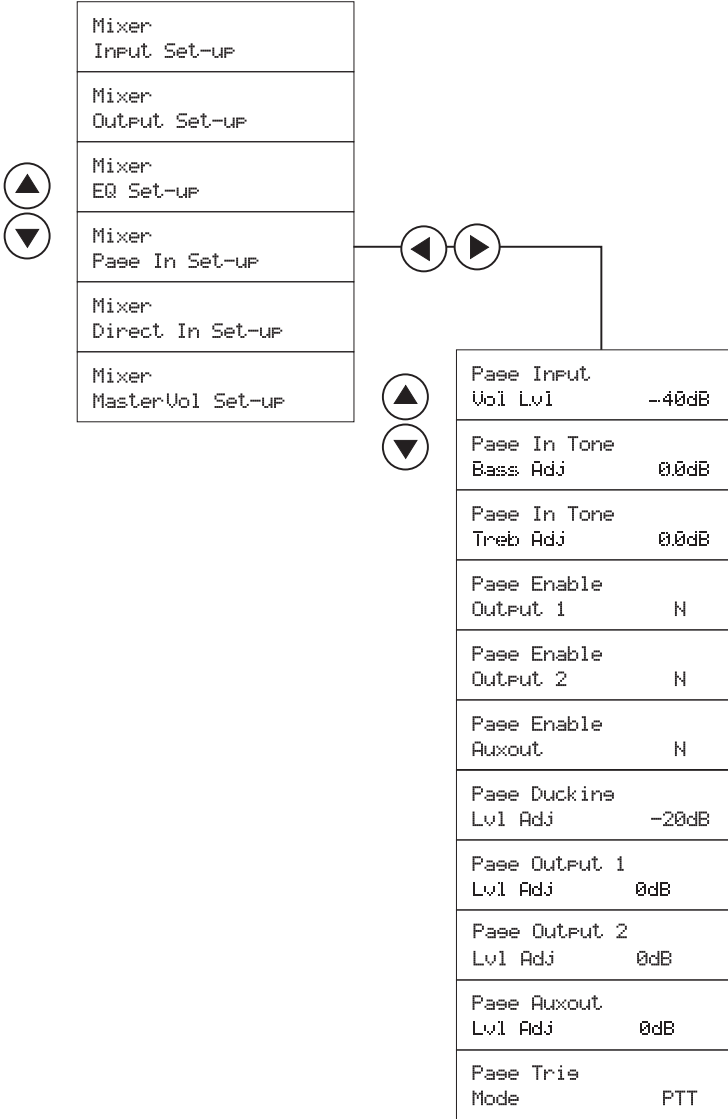 Mixer
Input Set-up
Mixer
Output Set-up
Mixer
EQ Set-up
Mixer
Page In Set-up
Mixer
Direct In Set-up
Mixer
MasterVol Set-up
Page Input
Vol Lvl -40dB
Page In Tone
Bass Adj 0.0dB
Page In Tone
Treb Adj 0.0dB
Page Enable
Output 1 N
Page Enable
Output 2 N
Page Enable
Auxout N
Page Ducking
Lvl Adj -20dB
Page Output 1
Lvl Adj 0dB
Page Output 2
Lvl Adj 0dB
Page Auxout
Lvl Adj 0dB
Page Trig
Mode PTT